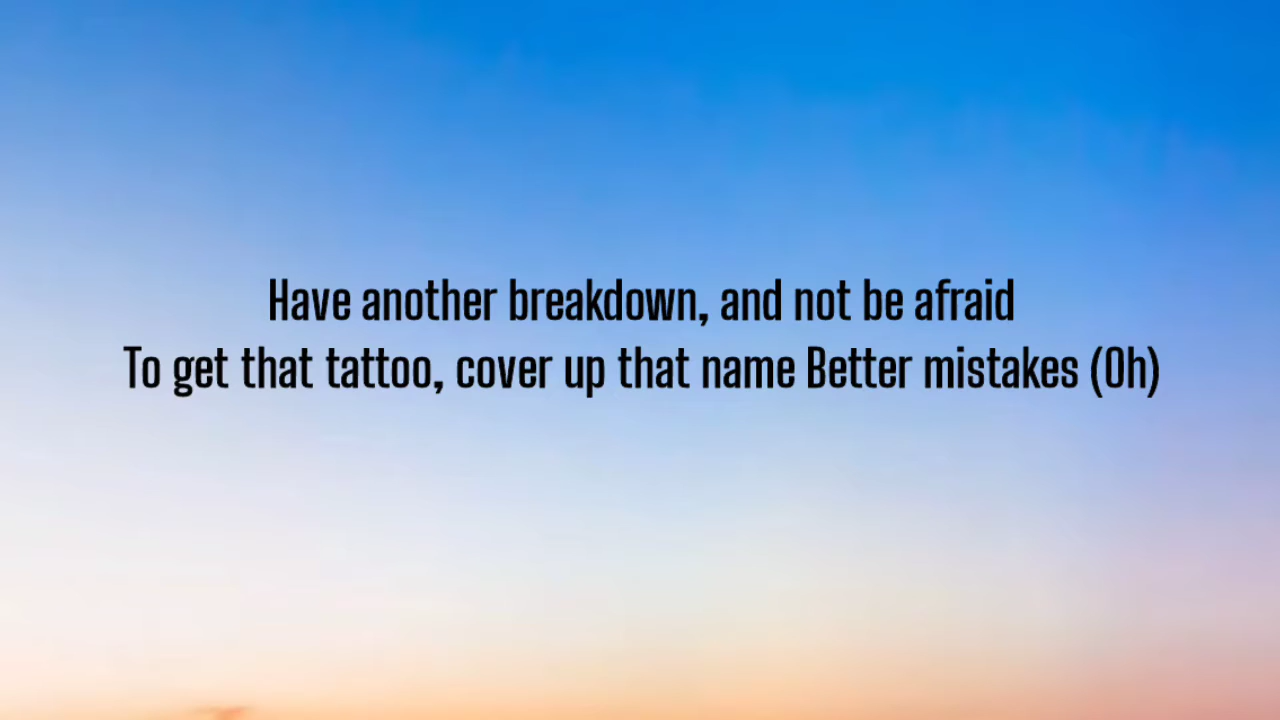 Have another breakdown, and not be afraid
To get that tattoo, cover up that name Better mistakes (Oh)